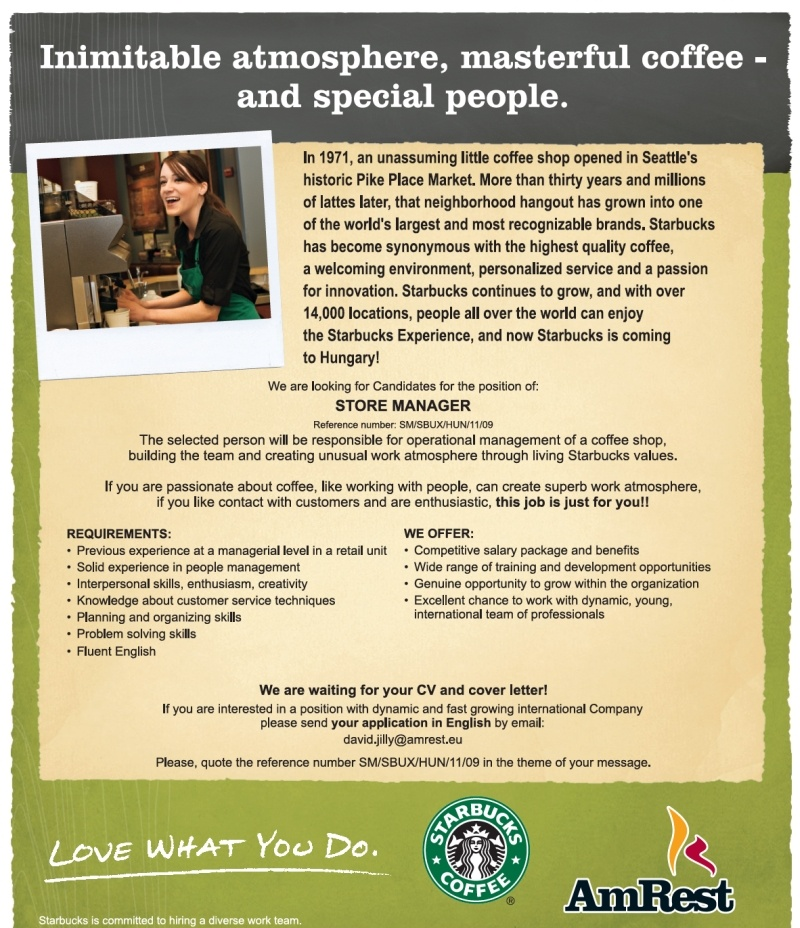 Inimitable atmosphere, masterful coffee -
and special people.
In 1971, an unassuming little coffee shop opened in Seattle's
historic Pike Place Market. More than thirty years and millions
of lattes later, that neighborhood hangout has grown into one
of the world's largest and most recognizable brands. Starbucks
has become synonymous with the highest quality coffee,
a welcoming environment, personalized service and a passion
for innovation. Starbucks continues to grow, and with over
14,000 locations, people all over the world can enjoy
the Starbucks Experience, and now Starbucks is coming
to Hungary!
We are looking for Candidates for the position of:
STORE MANAGER
Reference number: SM/SBUX/HUN/11/09
The selected person will be responsible for operational management of a coffee shop,
building the team and creating unusual work atmosphere through living Starbucks values.
If you are passionate about coffee, like working with people, can create superb work atmosphere,
if you like contact with customers and are enthusiastic, this job is just for you!!
REQUIREMENTS:
• Previous experience at a managerial level in a retail unit
• Solid experience in people management
• Interpersonal skills, enthusiasm, creativity
• Knowledge about customer service techniques
• Planning and organizing skills
• Problem solving skills
• Fluent English
WE OFFER:
• Competitive salary package and benefits
• Wide range of training and development opportunities
• Genuine opportunity to grow within the organization
• Excellent chance to work with dynamic, young,
international team of professionals
We are waiting for your CV and cover letter!
If you are interested in a position with dynamic and fast growing international Company
please send your application in English by email:
david.jilly@amrest.eu
Please, quote the reference number SM/SBUX/HUN/11/09 in the theme of your message.
LOVE WHAT YOU DO.
STARBUCKS
COFFEE
®
AmRest
Starbucks is committed to hiring a diverse work team.